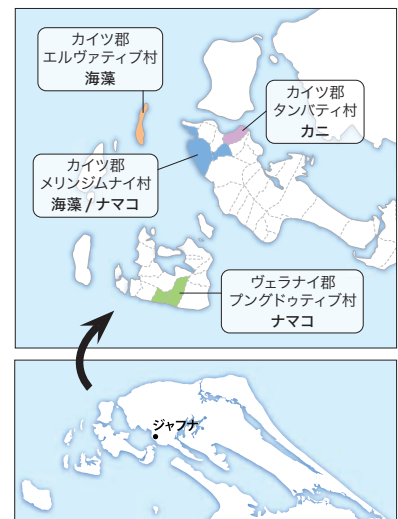 カイツ郡
エルヴァティブ村
海藻
カイツ郡
タンバティ村
カニ
カイツ郡
メリンジムナイ村
海藻 / ナマコ
ヴェラナイ郡
プングドゥティブ村
ナマコ
ジャフナ